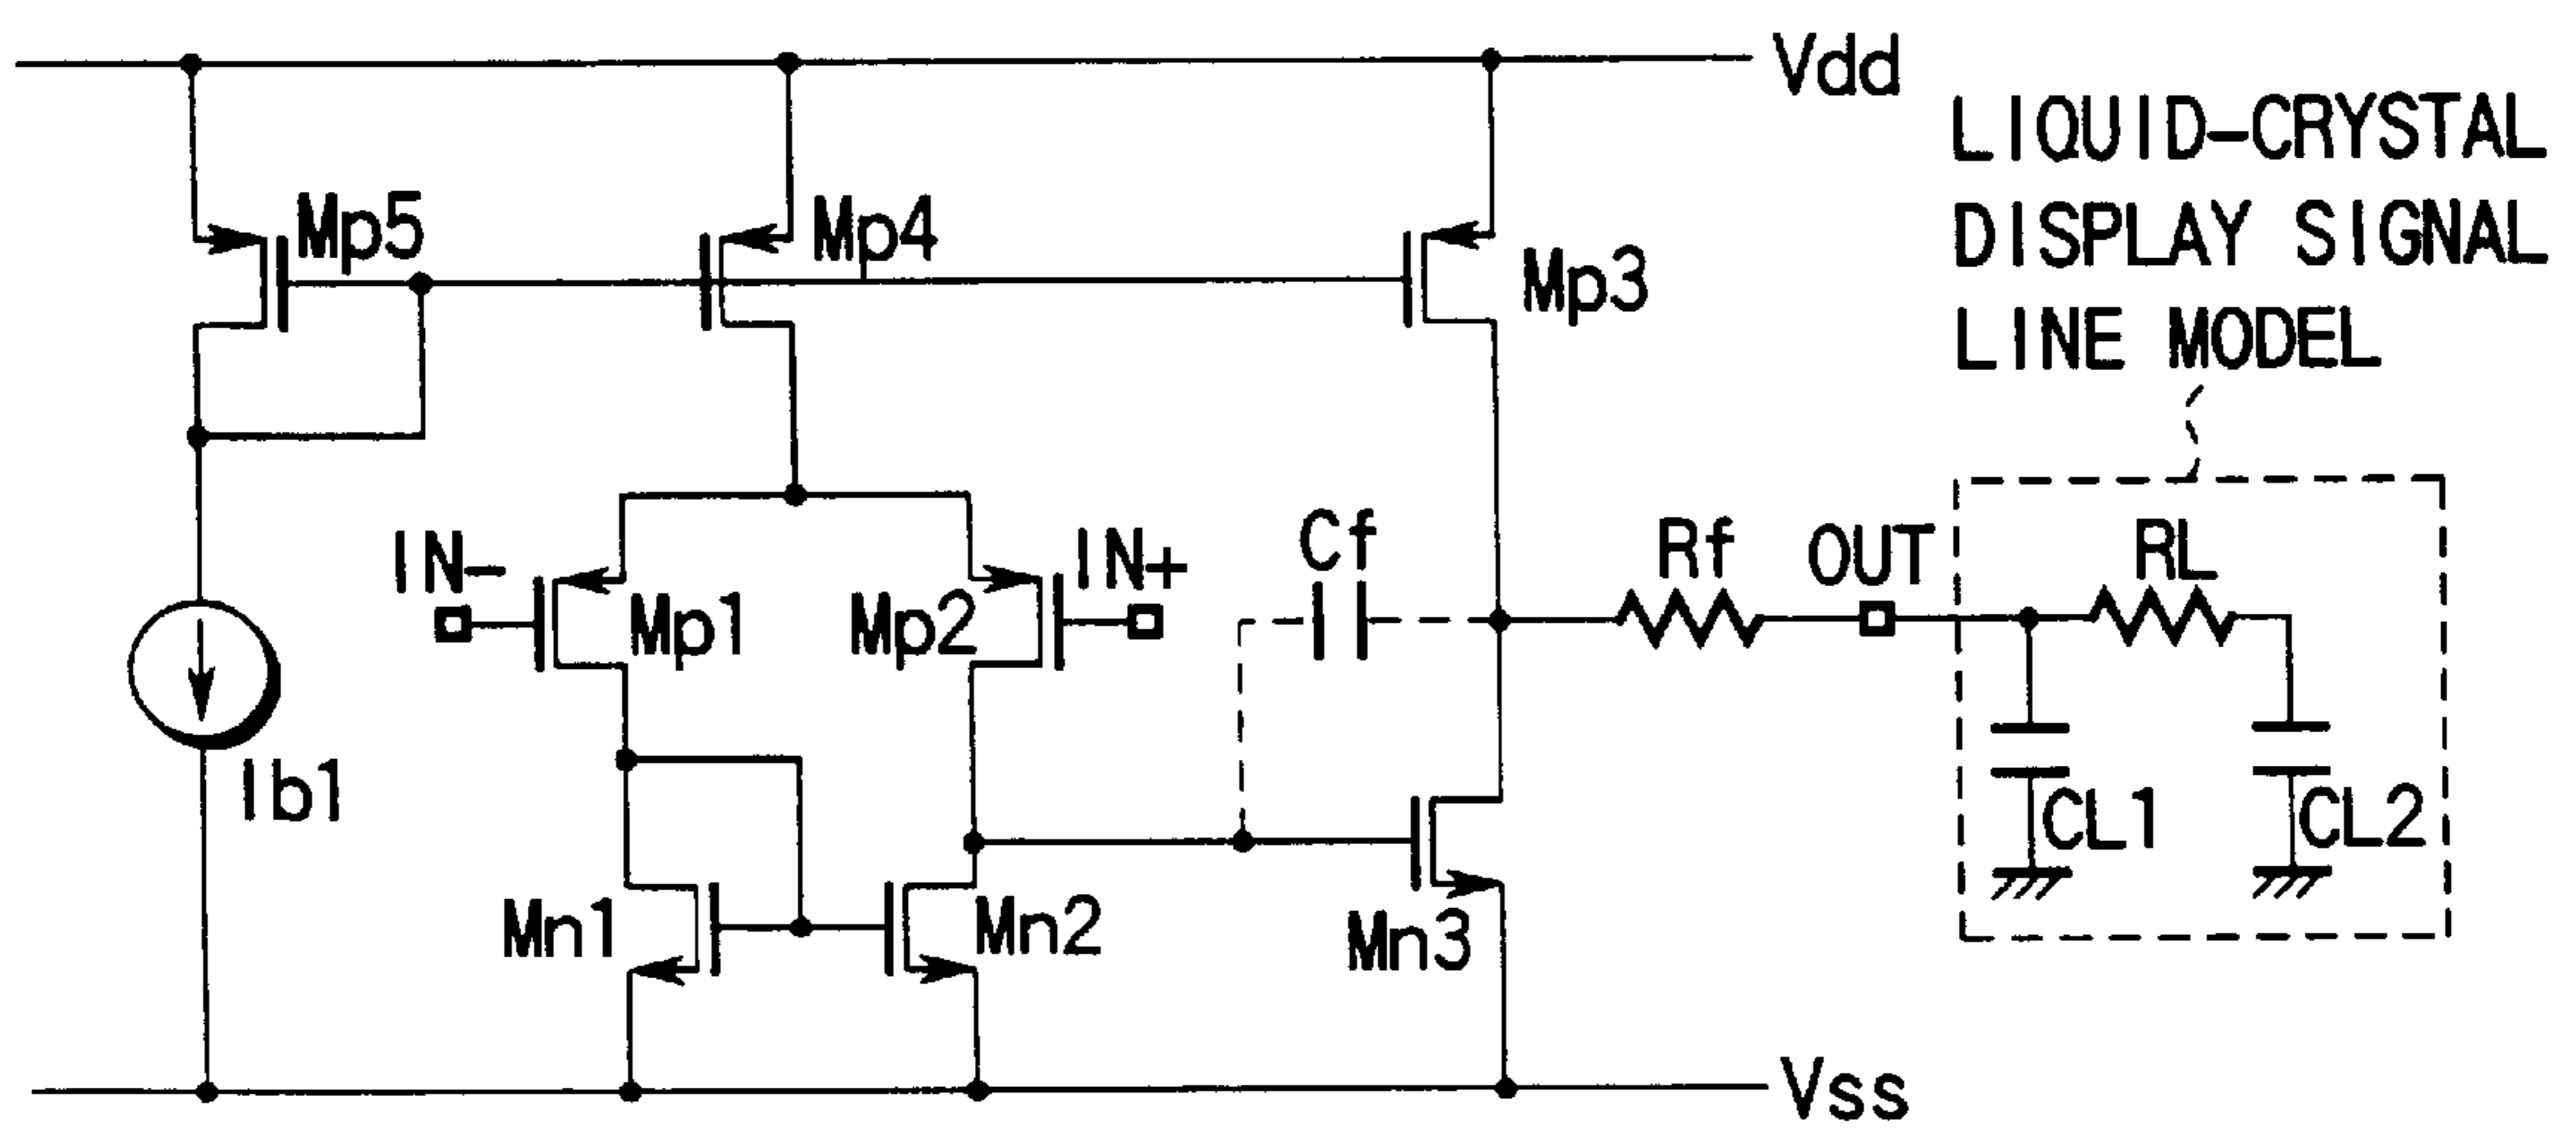 Vdd
LIQUID-CRYSTAL
DISPLAY SIGNAL
LINE MODEL
Mp5
Mp4
Mp3
IN-
Mp1
Mp2
IN+
Cf
Rf
OUT
RL
Ib1
CL1
CL2
Mn1
Mn2
Mn3
Vss